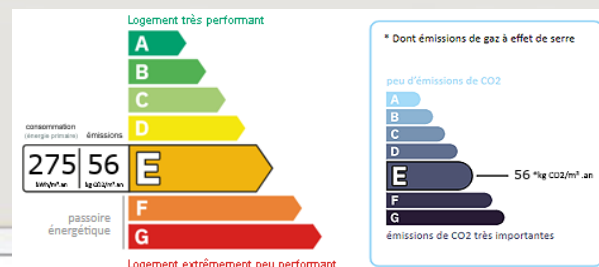 Logement très performant
A
B
C
consommation
(énergie primaire)
émissions
D
275
56
E
kWh/m².an
kg CO2/m².an
F
passoire
énergétique
G
Logement extrêmement peu performant
* Dont émissions de gaz à effet de serre
peu d'émissions de CO2
A
B
C
D
E
56 *kg CO2/m² .an
F
G
émissions de CO2 très importantes